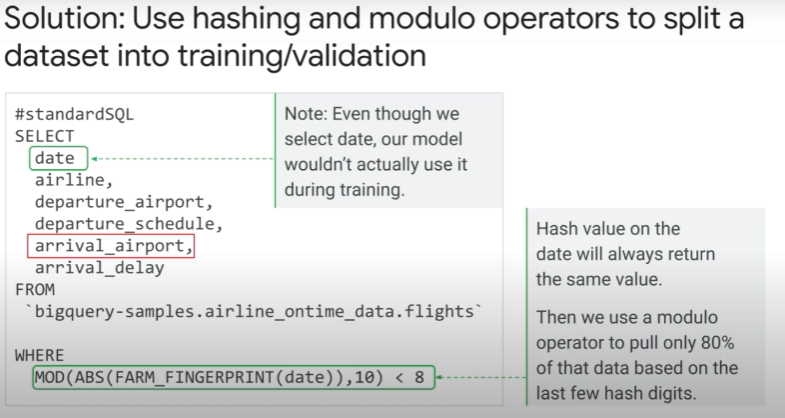 Solution: Use hashing and modulo operators to split a
dataset into training/validation
#standardSQL
SELECT
date
airline,
departure_airport,
departure_schedule,
arrival_airport,
arrival_delay
FROM
`bigquery-samples.airline_ontime_data.flights`
WHERE
MOD(ABS(FARM_FINGERPRINT(date)),10) < 8
Note: Even though we
select date, our model
wouldn't actually use it
during training.
Hash value on the
date will always return
the same value.
Then we use a modulo
operator to pull only 80%
of that data based on the
last few hash digits.